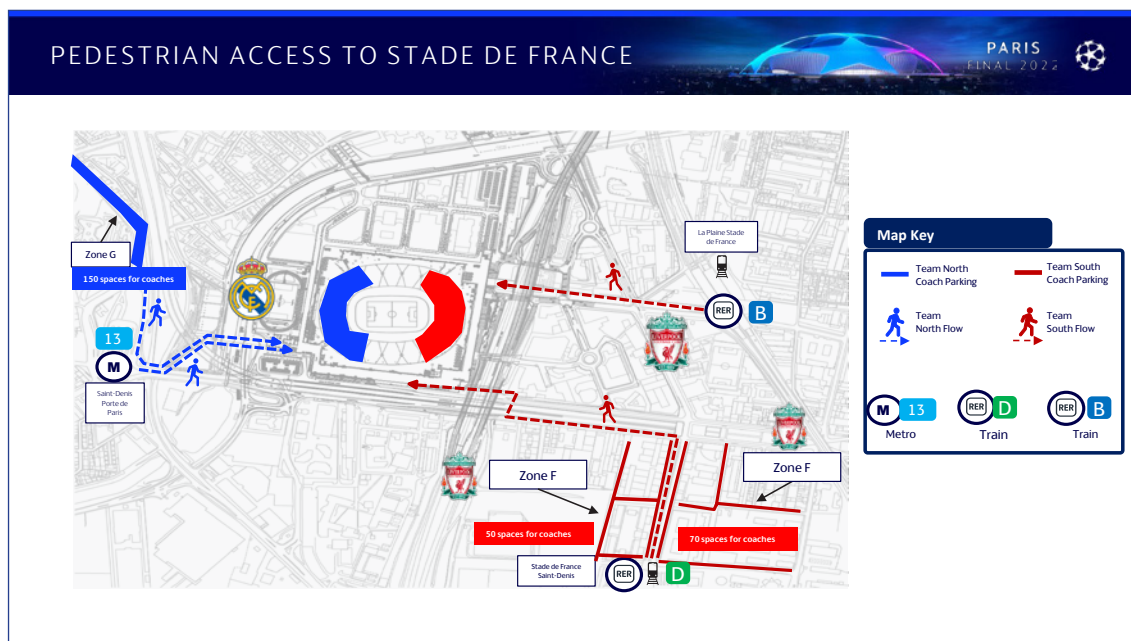 PEDESTRIAN ACCESS TO STADE DE FRANCE
PARIS
FINAL 2022
Zone G
150 spaces for coaches
13
M
Saint-Denis
Porte de
Paris
La Plaine Stade
de France
RER
B
LIVERPOOL
Zone F
50 spaces for coaches
Zone F
70 spaces for coaches
Stade de France
Saint-Denis
RER
D
Map Key
Team North
Coach Parking
Team South
Coach Parking
Team
North Flow
Team
South Flow
M 13
Metro
RER D
Train
RER B
Train